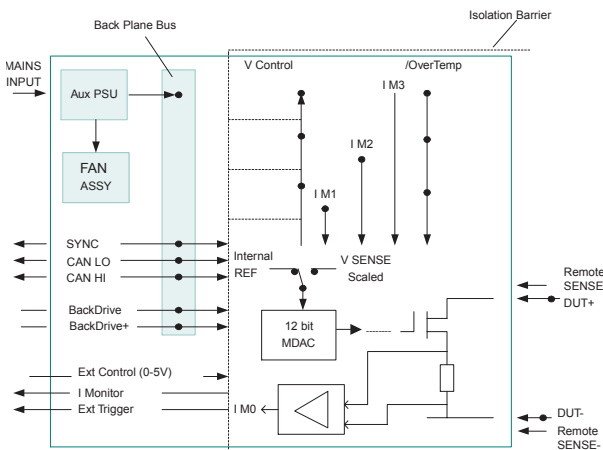 Isolation Barrier
Back Plane Bus
MAINS
INPUT
V Control
/OverTemp
Aux PSU
I M3
I M2
FAN
ASSY
I M1
SYNC
CAN LO
CAN HI
Internal
REF
V SENSE
Scaled
Remote
SENSE
DUT+
BackDrive
BackDrive+
12 bit
MDAC
Ext Control (0-5V)
I Monitor
Ext Trigger
I M0
DUT-
Remote
SENSE-